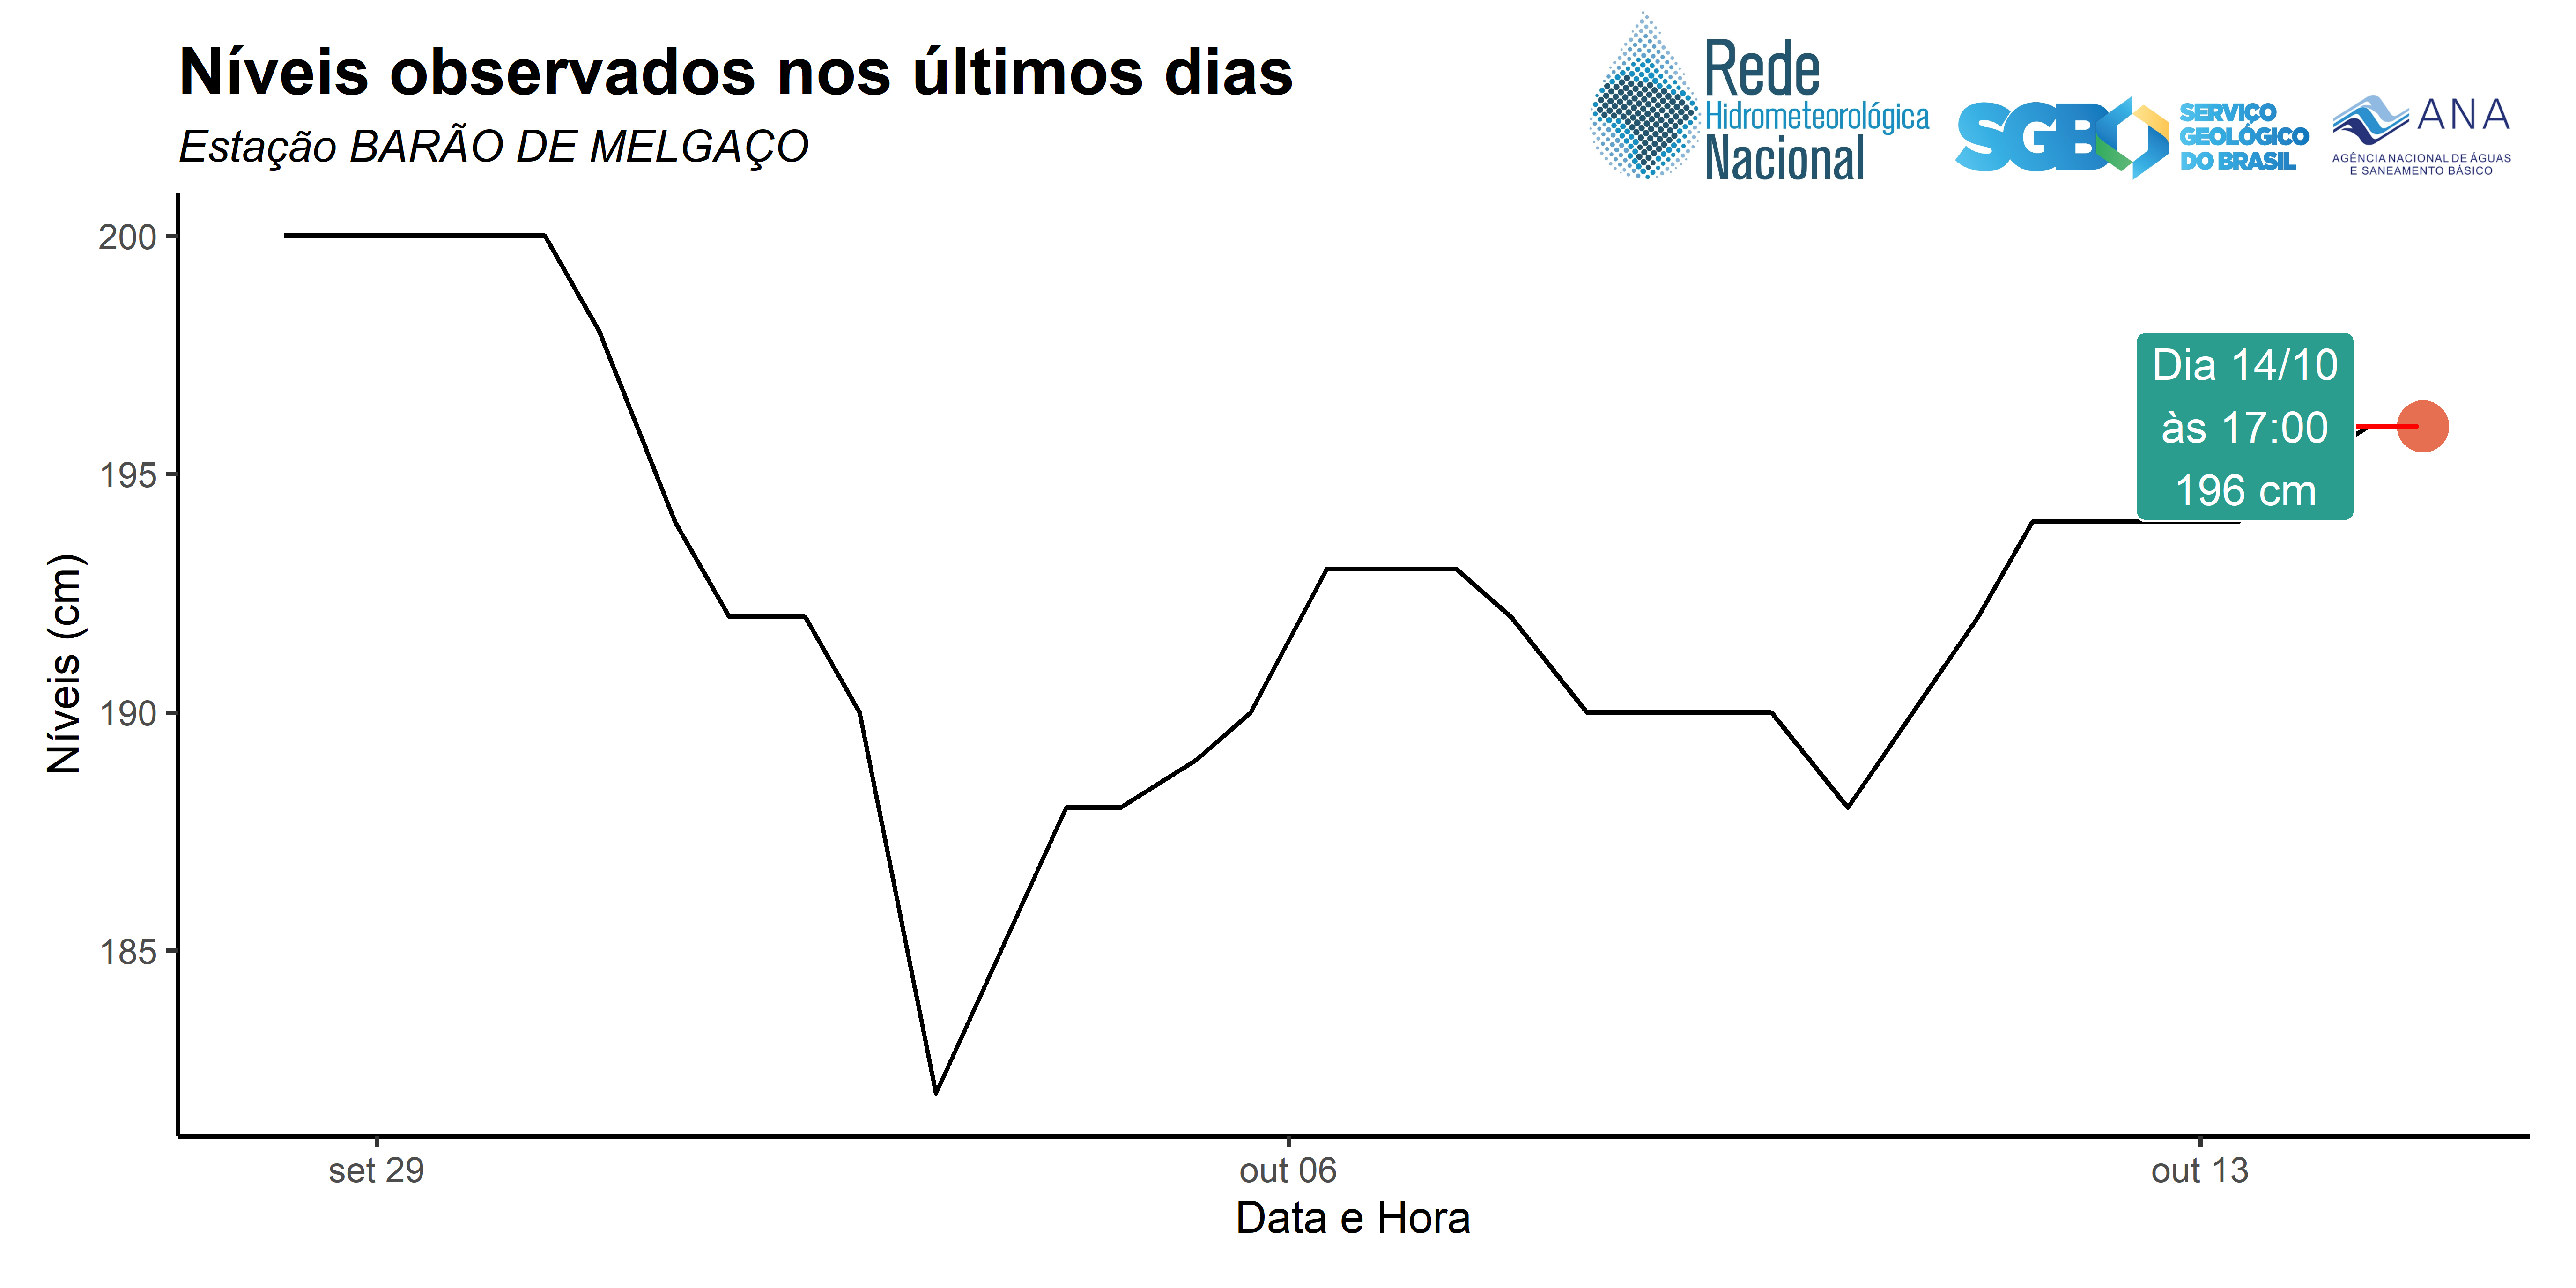 Níveis observados nos últimos dias
Estação BARÃO DE MELGAÇO
Rede
Hidrometeorológica
Nacional
SGB
SERVIÇO
GEOLÓGICO
DO BRASIL
ANA
AGÊNCIA NACIONAL DE ÁGUAS
E SANEAMENTO BÁSICO
200
195
190
185
Níveis (cm)
Dia 14/10
às 17:00
196 cm
set 29
out 06
out 13
Data e Hora